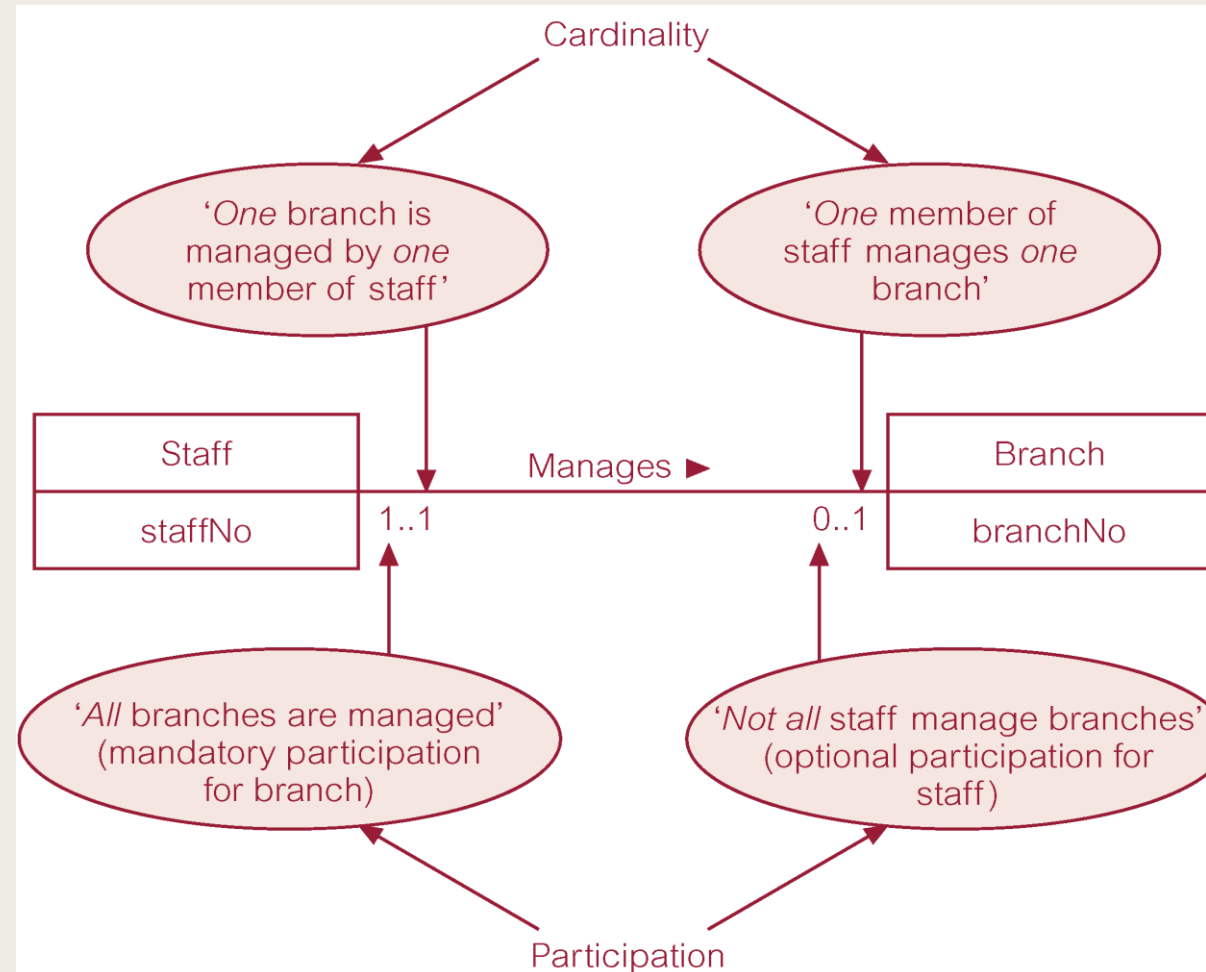 Cardinality
‘One branch is
managed by one
member of staff’
‘One member of
staff manages one
branch’
Staff
staffNo
Manages ►
1..1
0..1
Branch
branchNo
‘All branches are managed’
(mandatory participation
for branch)
‘Not all staff manage branches’
(optional participation for
staff)
Participation